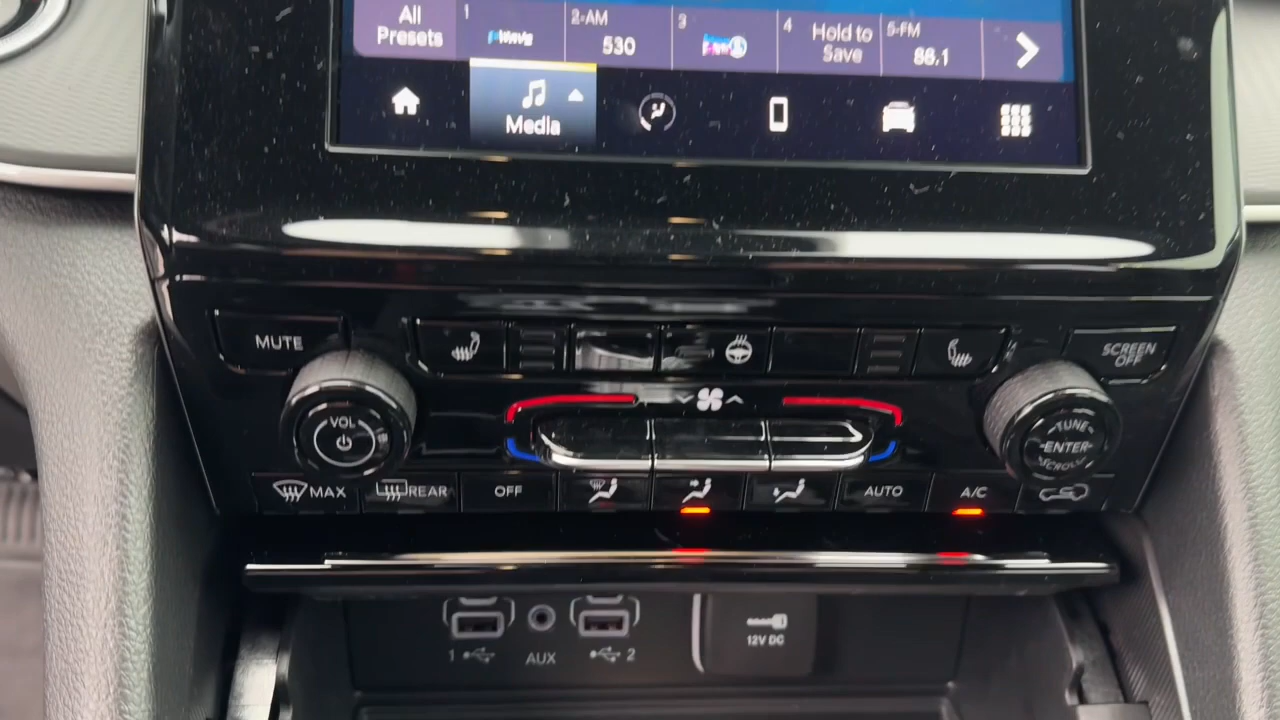 All
Presets
1
2-AM
530
3
4
Hold to
Save
5-FM
88.1
Media
MUTE
SCREEN
OFF
VOL
TUNE
ENTER
SCROLL
MAX
REAR
OFF
AUTO
A/C
1
AUX
2
12V DC